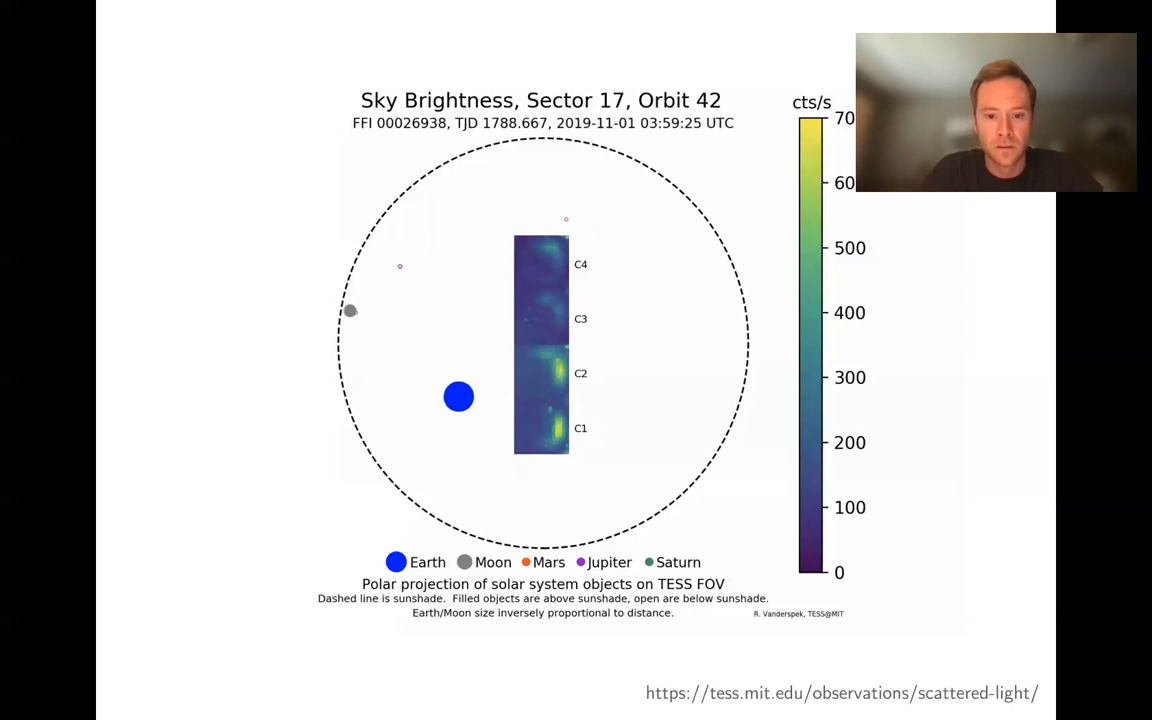 Sky Brightness, Sector 17, Orbit 42
FFI 00026938, TJD 1788.667, 2019-11-01 03:59:25 UTC
cts/s
70
60
500
400
300
200
100
0
C4
C3
C2
C1
Earth Moon Mars Jupiter Saturn
Polar projection of solar system objects on TESS FOV
Dashed line is sunshade. Filled objects are above sunshade, open are below sunshade.
Earth/Moon size inversely proportional to distance.
R. Vanderspek, TESS@MIT
https://tess.mit.edu/observations/scattered-light/